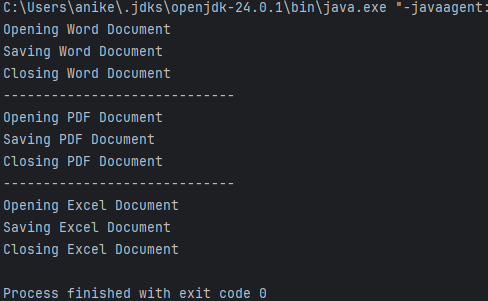 C:\Users\anike\.jdks\openjdk-24.0.1\bin\java.exe "-javaagent:
Opening Word Document
Saving Word Document
Closing Word Document
----------------------------
Opening PDF Document
Saving PDF Document
Closing PDF Document
----------------------------
Opening Excel Document
Saving Excel Document
Closing Excel Document
Process finished with exit code 0